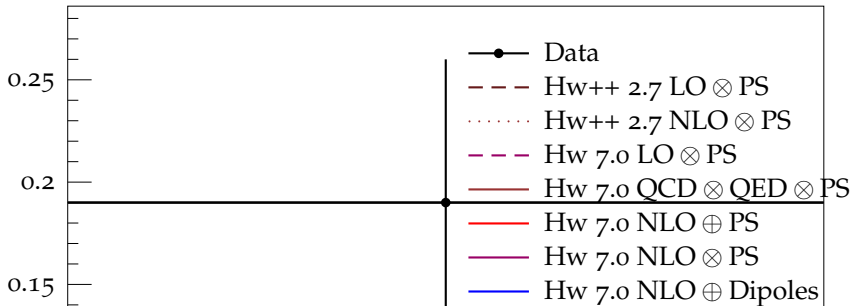 0.25
0.2
0.15
Data
Hw++ 2.7 LO ⊗ PS
Hw++ 2.7 NLO ⊗ PS
Hw 7.0 LO ⊗ PS
Hw 7.0 QCD ⊗ QED ⊗ PS
Hw 7.0 NLO ⊕ PS
Hw 7.0 NLO ⊗ PS
Hw 7.0 NLO ⊕ Dipoles